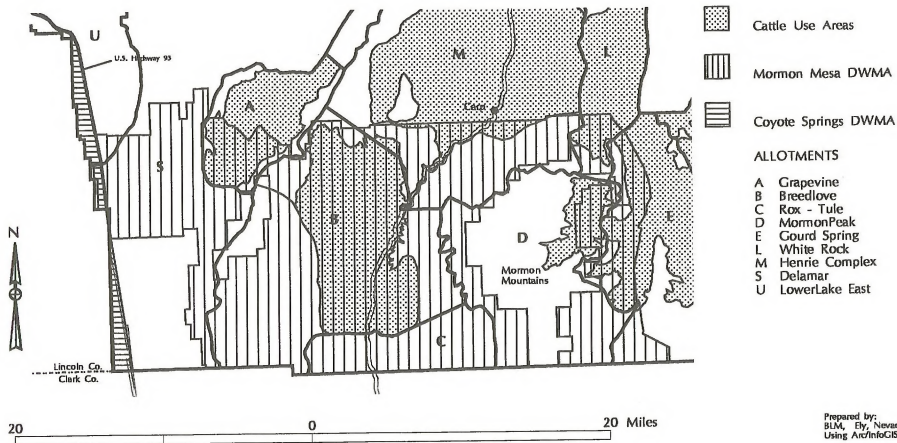 Cattle Use Areas
Mormon Mesa DWMA
Coyote Springs DWMA
ALLOTMENTS
A Grapevine
B Breedlove
C Rox - Tule
D MormonPeak
E Gourd Spring
L White Rock
M Henrie Complex
S Delamar
U LowerLake East
U
U.S. Highway 93
M
L
A
Carp
S
B
D
E
Mormon
Mountains
C
N
Lincoln Co.
Clark Co.
20 0 20 Miles
Prepared by:
BLM, Ely, Nevad
Using Arc/infoGIS